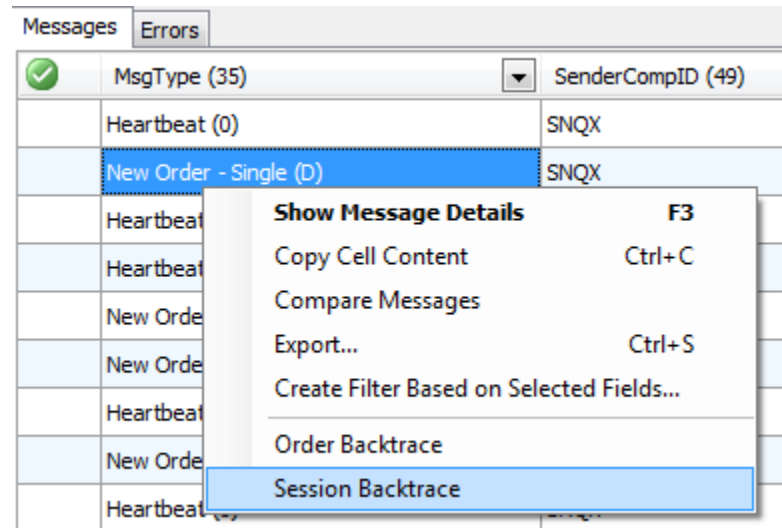 Messages Errors
MsgType (35) SenderCompID (49)
Heartbeat (0) SNQX
New Order - Single (D) SNQX
Heartbeat Show Message Details F3
Heartbeat Copy Cell Content Ctrl+C
New Orde Compare Messages
New Orde Export... Ctrl+S
Create Filter Based on Selected Fields...
Heartbeat
New Orde Order Backtrace
Session Backtrace
Heartbeat